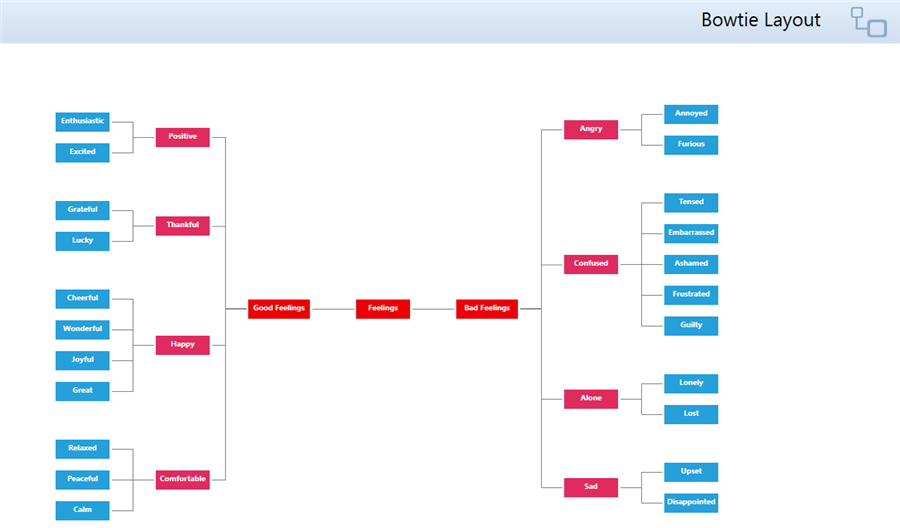 Bowtie Layout
Enthusiastic
Excited
Positive
Grateful
Lucky
Thankful
Cheerful
Wonderful
Joyful
Great
Happy
Relaxed
Peaceful
Calm
Comfortable
Good Feelings
Feelings
Bad Feelings
Angry
Annoyed
Furious
Confused
Tensed
Embarrassed
Ashamed
Frustrated
Guilty
Alone
Lonely
Lost
Sad
Upset
Disappointed